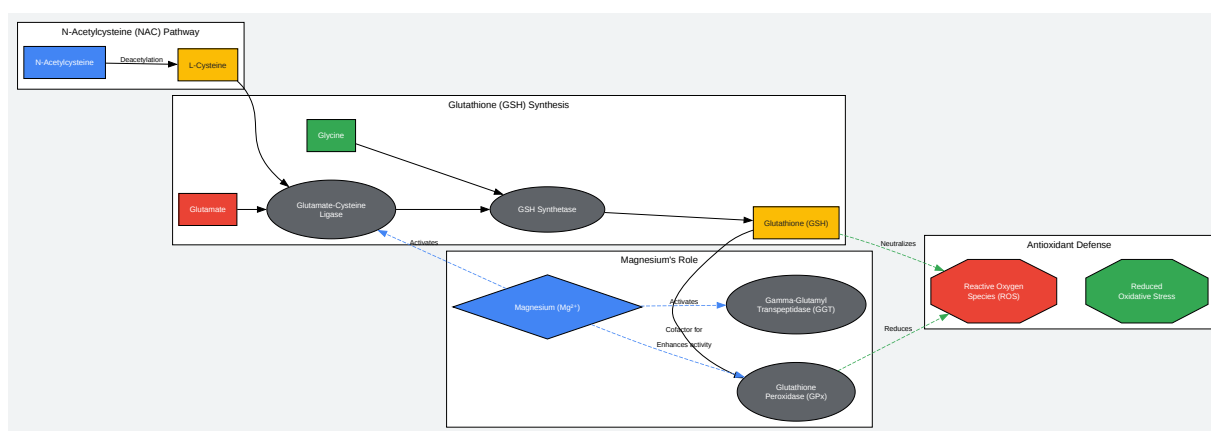 N-Acetylcysteine (NAC) Pathway
N-Acetylcysteine
Deacetylation
L-Cysteine
Glutathione (GSH) Synthesis
Glycine
Glutamate
Glutamate-Cysteine
Ligase
GSH Synthetase
Glutathione (GSH)
Activates
Neutralizes
Magnesium's Role
Magnesium (Mg²⁺)
Activates
Gamma-Glutamyl
Transpeptidase (GGT)
Cofactor for
Enhances activity
Glutathione
Peroxidase (GPx)
Reduces
Antioxidant Defense
Reactive Oxygen
Species (ROS)
Reduced
Oxidative Stress